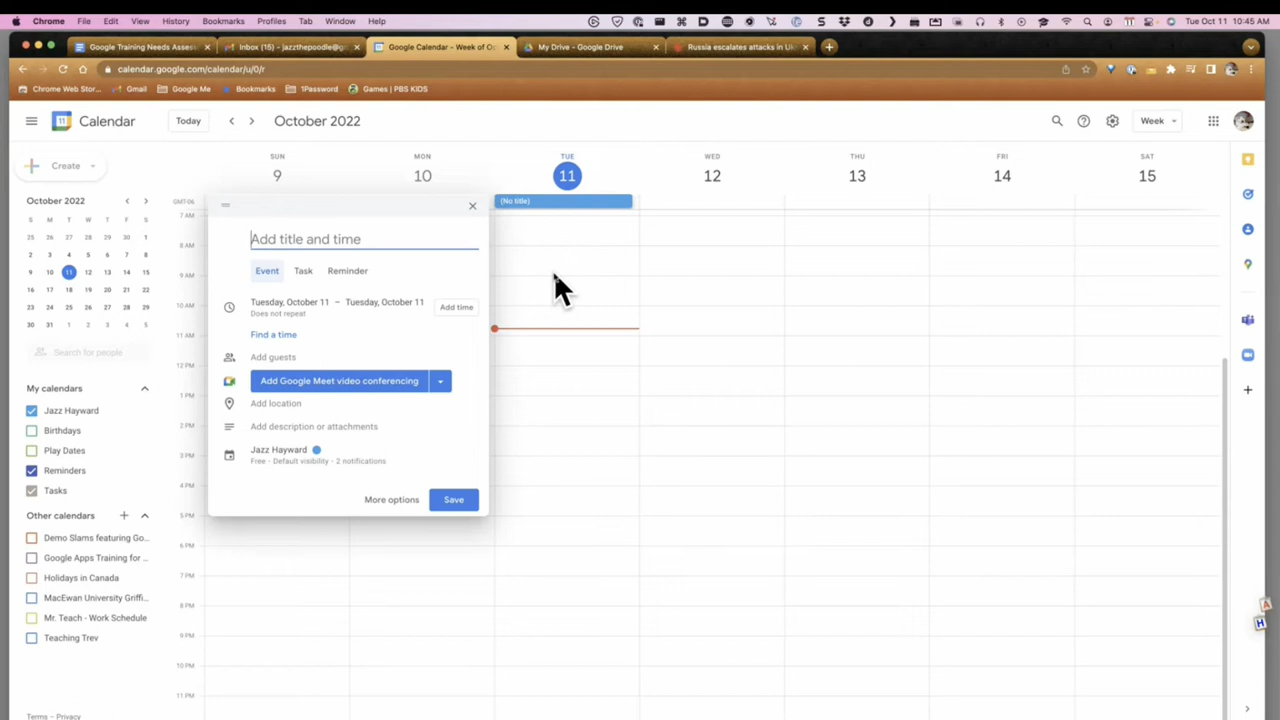 Chrome File Edit View History Bookmarks Profiles Tab Window Help Tue Oct 11 10:45 AM
Google Training Needs Assess Inbox (15) - jazzthepoodle@g Google Calendar - Week of Oc My Drive - Google Drive Russia escalates attacks in Uk
calendar.google.com/calendar/u/0/r
Chrome Web Stor... Gmail Google Me Bookmarks 1Password Games | PBS KIDS
Calendar Today October 2022 Week
Create
SUN MON TUE WED THU FRI SAT
9 10 11 12 13 14 15
GMT-06 (No title)
October 2022
S M T W T F S
25 26 27 28 29 30 1
2 3 4 5 6 7 8
9 10 11 12 13 14 15
16 17 18 19 20 21 22
23 24 25 26 27 28 29
30 31 1 2 3 4 5
Search for people
My calendars
Jazz Hayward
Birthdays
Play Dates
Reminders
Tasks
Other calendars
Demo Slams featuring Go...
Google Apps Training for ...
Holidays in Canada
MacEwan University Griffi...
Mr. Teach - Work Schedule
Teaching Trev
Terms – Privacy
7 AM
8 AM
9 AM
10 AM
11 AM
12 PM
1 PM
2 PM
3 PM
4 PM
5 PM
6 PM
7 PM
8 PM
9 PM
10 PM
11 PM
Add title and time
Event Task Reminder
Tuesday, October 11 – Tuesday, October 11 Add time
Does not repeat
Find a time
Add guests
Add Google Meet video conferencing
Add location
Add description or attachments
Jazz Hayward
Free · Default visibility · 2 notifications
More options Save
A
H